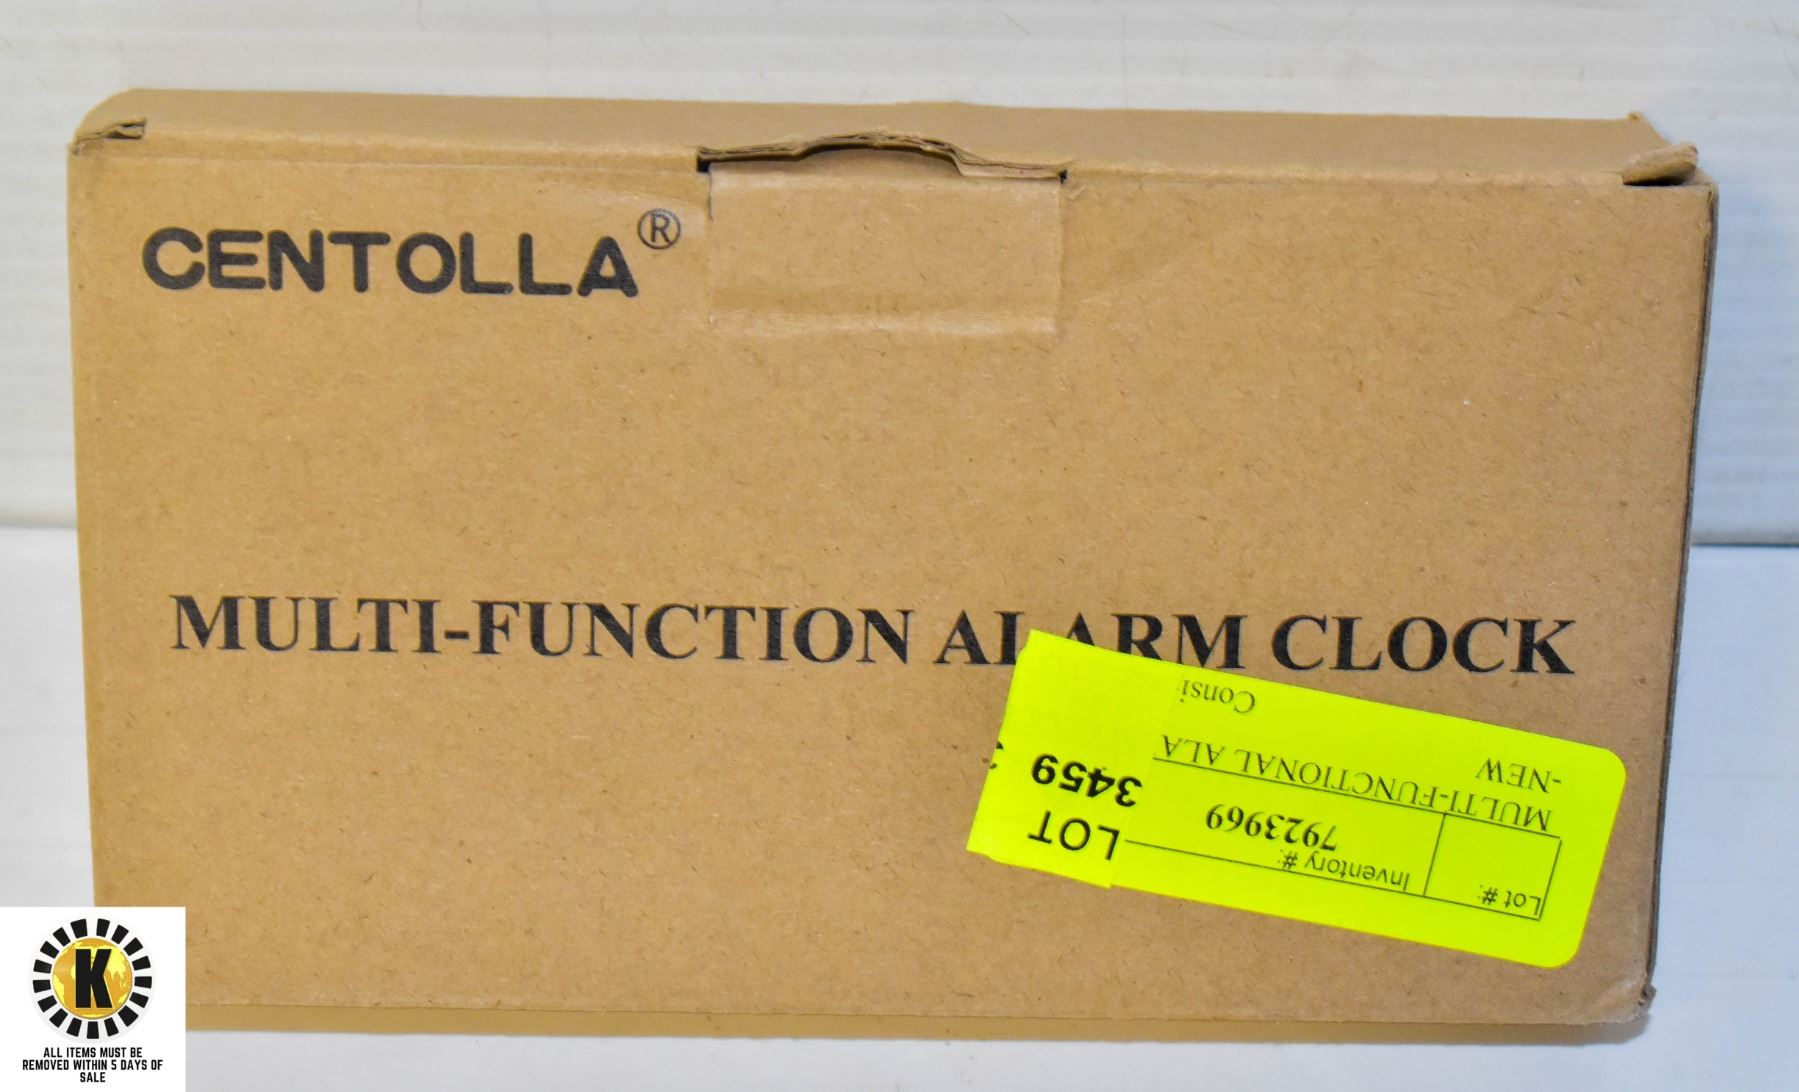 CENTOLLA®
MULTI-FUNCTION ALARM CLOCK
Lot #:
Inventory #:
7923969
MULTI-FUNCTIONAL ALA
-NEW
Consi
LOT
3459
K
ALL ITEMS MUST BE
REMOVED WITHIN 5 DAYS OF
SALE